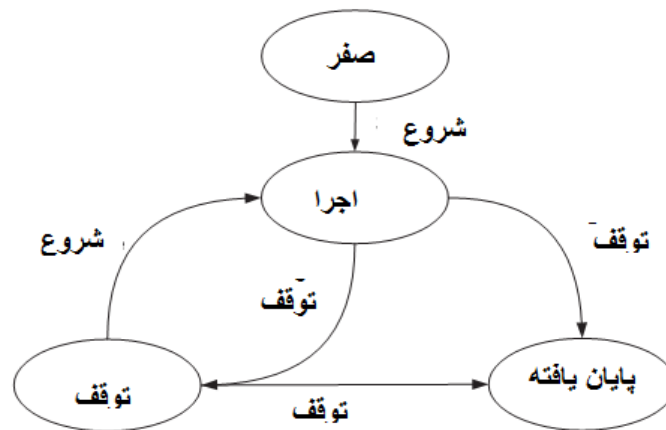 صفر
شروع
اجرا
شروع
توقف
توقف
توقف
توقف
پایان یافته